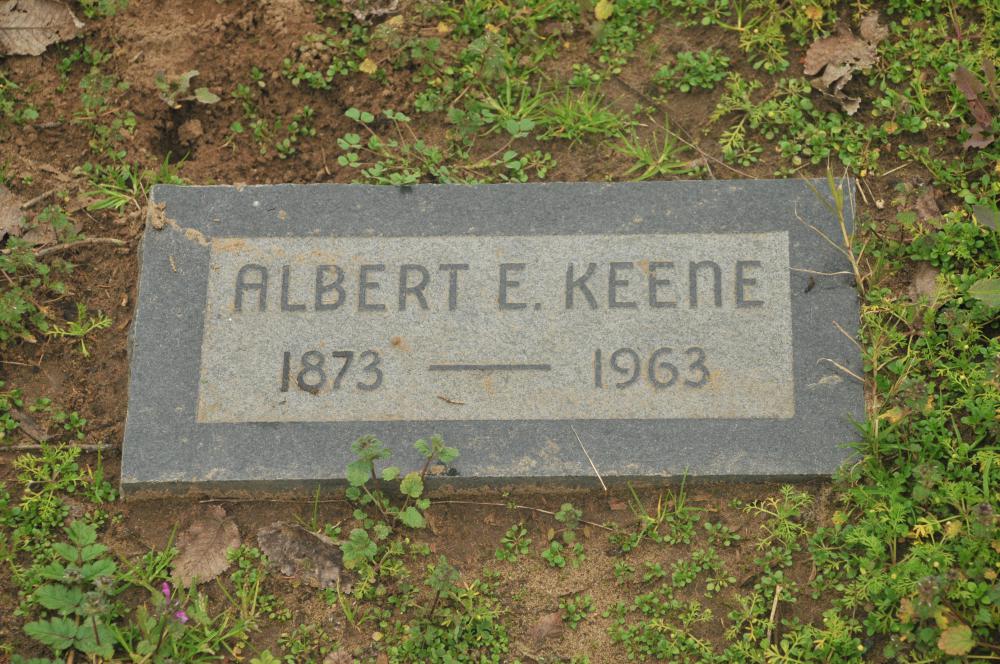 ALBERT E. KEENE
1873 — 1963